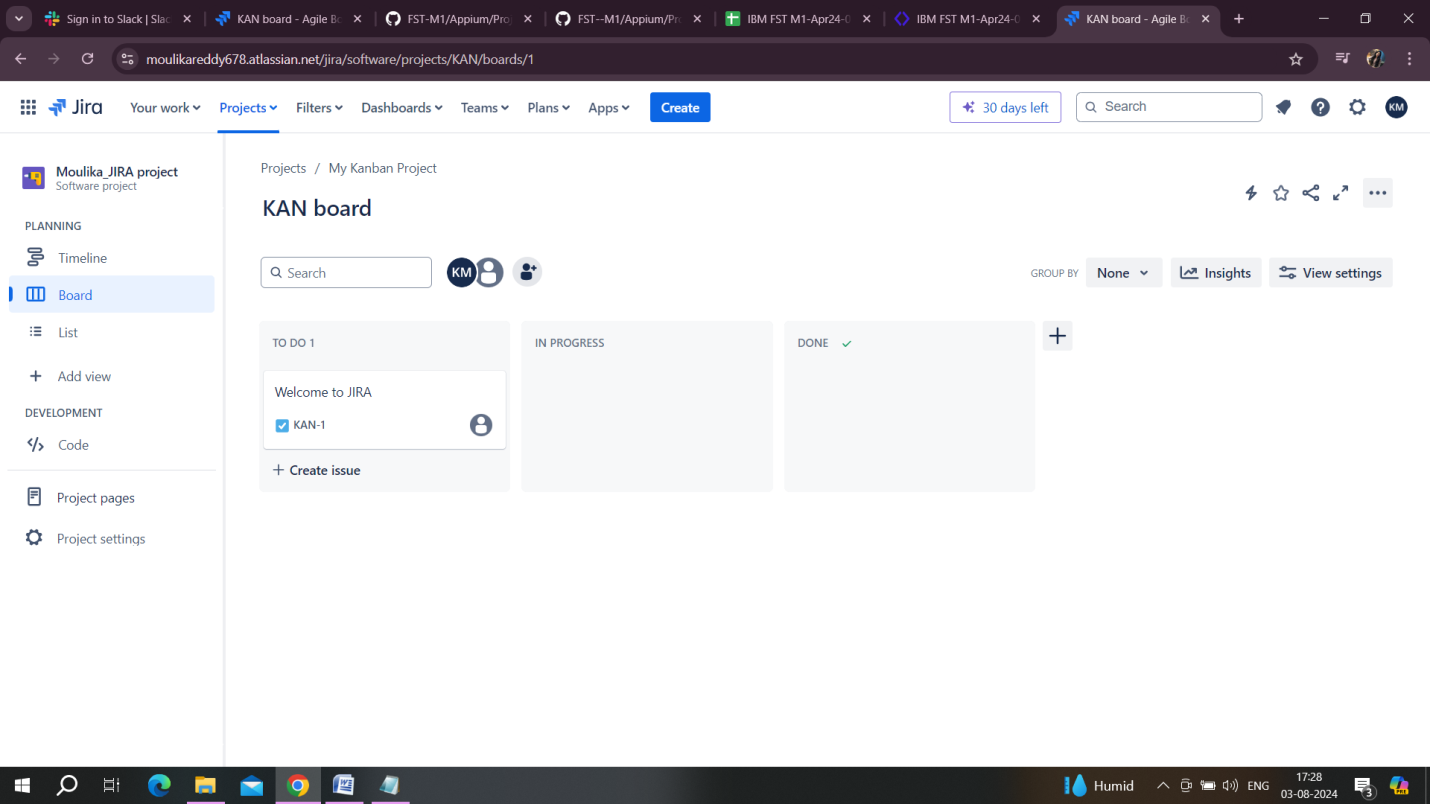 Sign in to Slack | Slac
KAN board - Agile Bo
FST-M1/Appium/Pro
FST--M1/Appium/Pro
IBM FST M1-Apr24-0
IBM FST M1-Apr24-0
KAN board - Agile Bo
moulikareddy678.atlassian.net/jira/software/projects/KAN/boards/1
Jira
Your work
Projects
Filters
Dashboards
Teams
Plans
Apps
Create
30 days left
Search
KM
Moulika_JIRA project
Software project
PLANNING
Timeline
Board
List
Add view
DEVELOPMENT
Code
Project pages
Project settings
Projects / My Kanban Project
KAN board
Search
KM
GROUP BY
None
Insights
View settings
TO DO 1
IN PROGRESS
DONE
Welcome to JIRA
KAN-1
Create issue
Humid
ENG
17:28
03-08-2024
3
PRE